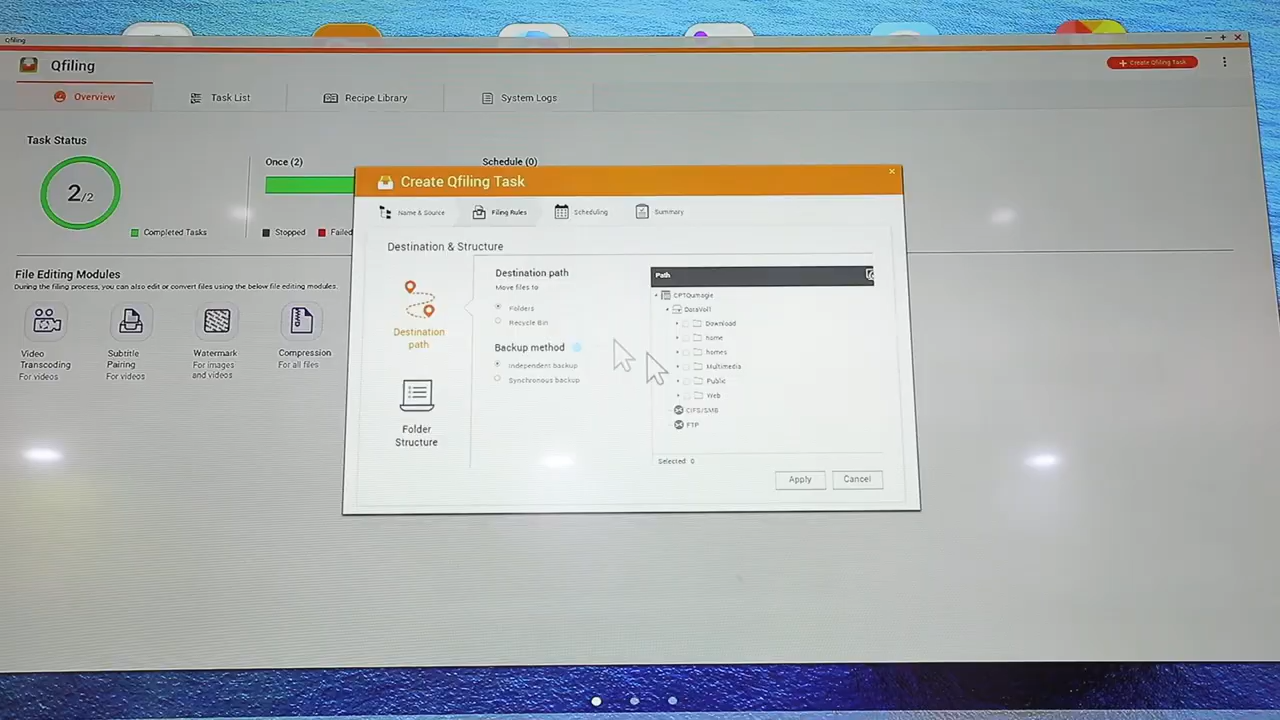 Qfiling
Qfiling
Create Qfiling Task
Overview
Task List
Recipe Library
System Logs
Task Status
2/2
Completed Tasks
Once (2)
Schedule (0)
Stopped
Failed
File Editing Modules
During the filing process, you can also edit or convert files using the below file editing modules.
Video
Transcoding
For videos
Subtitle
Pairing
For videos
Watermark
For images
and videos
Compression
For all files
Create Qfiling Task
Name & Source
Filing Rules
Scheduling
Summary
Destination & Structure
Destination
path
Folder
Structure
Destination path
Move files to
Folders
Recycle Bin
Backup method
Independent backup
Synchronous backup
Path
CPTQumagie
DataVol1
Download
home
homes
Multimedia
Public
Web
CIFS/SMB
FTP
Selected: 0
Apply
Cancel